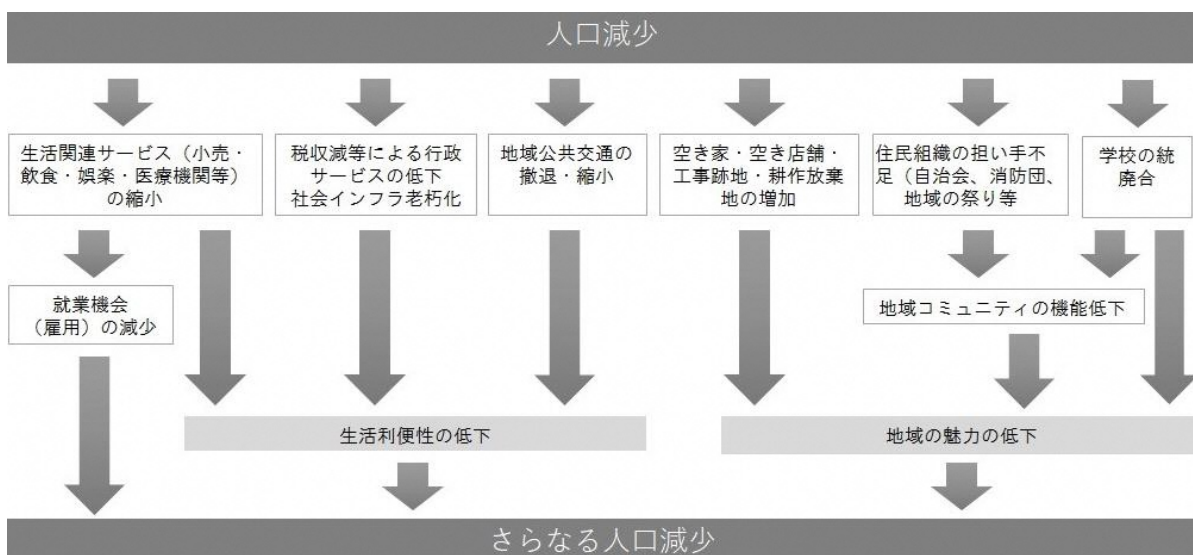 人口減少
生活関連サービス（小売・
飲食・娯楽・医療機関等）
の縮小
税収減等による行政
サービスの低下
社会インフラ老朽化
地域公共交通の
撤退・縮小
空き家・空き店舗・
工事跡地・耕作放棄
地の増加
住民組織の担い手不
足（自治会、消防団、
地域の祭り等
学校の統
廃合
就業機会
（雇用）の減少
地域コミュニティの機能低下
生活利便性の低下
地域の魅力の低下
さらなる人口減少